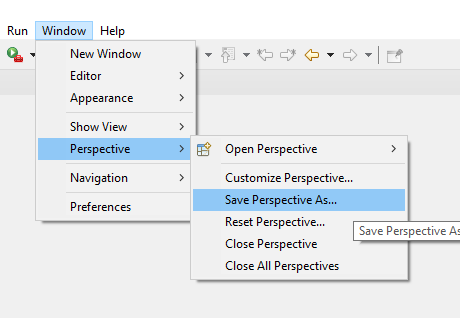 Run Window Help
New Window
Editor
Appearance
Show View
Perspective
Open Perspective
Navigation
Customize Perspective...
Save Perspective As...
Preferences
Reset Perspective...
Save Perspective As
Close Perspective
Close All Perspectives